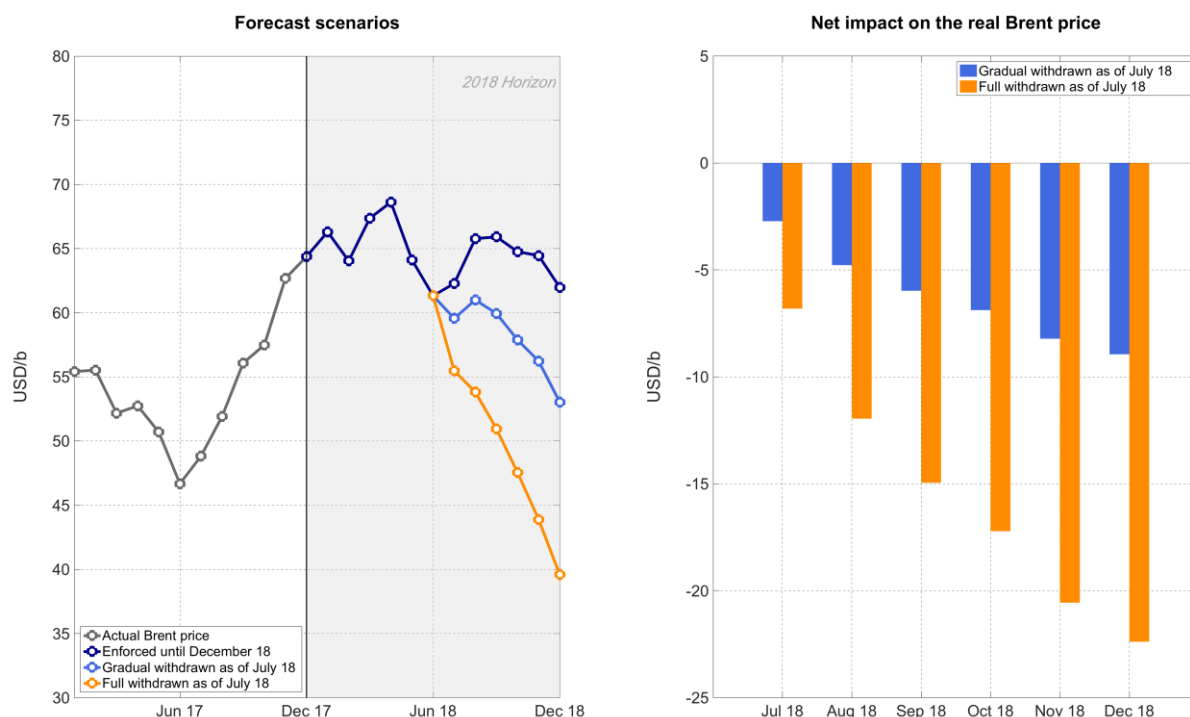 Forecast scenarios
80
75
70
65
60
55
50
45
40
35
30
USD/b
2018 Horizon
Actual Brent price
Enforced until December 18
Gradual withdrawn as of July 18
Full withdrawn as of July 18
Jun 17
Dec 17
Jun 18
Dec 18
Net impact on the real Brent price
5
0
-5
-10
-15
-20
-25
USD/b
Gradual withdrawn as of July 18
Full withdrawn as of July 18
Jul 18
Aug 18
Sep 18
Oct 18
Nov 18
Dec 18